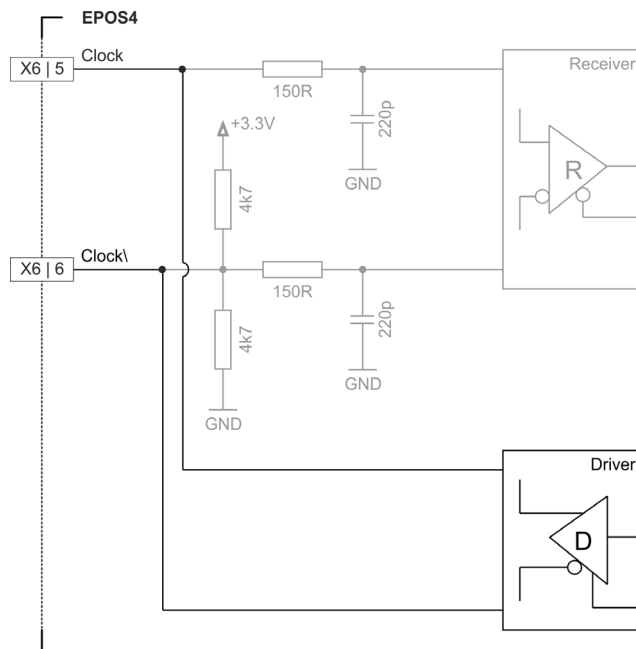 EPOS4
X6 | 5
Clock
150R
220p
GND
Receiver
R
+3.3V
4k7
X6 | 6
Clock\
150R
220p
GND
4k7
GND
Driver
D